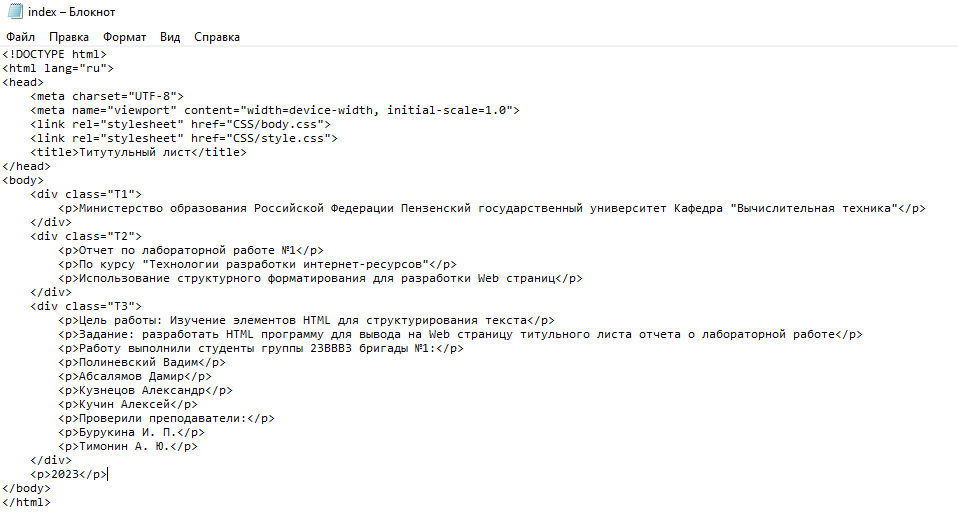 index – Блокнот
Файл Правка Формат Вид Справка
<!DOCTYPE html>
<html lang="ru">
<head>
    <meta charset="UTF-8">
    <meta name="viewport" content="width=device-width, initial-scale=1.0">
    <link rel="stylesheet" href="CSS/body.css">
    <link rel="stylesheet" href="CSS/style.css">
    <title>Титутульный лист</title>
</head>
<body>
    <div class="T1">
        <p>Министерство образования Российской Федерации Пензенский государственный университет Кафедра "Вычислительная техника"</p>
    </div>
    <div class="T2">
        <p>Отчет по лабораторной работе №1</p>
        <p>По курсу "Технологии разработки интернет-ресурсов"</p>
        <p>Использование структурного форматирования для разработки Web страниц</p>
    </div>
    <div class="T3">
        <p>Цель работы: Изучение элементов HTML для структурирования текста</p>
        <p>Задание: разработать HTML программу для вывода на Web страницу титульного листа отчета о лабораторной работе</p>
        <p>Работу выполнили студенты группы 23ВВВ3 бригады №1:</p>
        <p>Полиневский Вадим</p>
        <p>Абсалямов Дамир</p>
        <p>Кузнецов Александр</p>
        <p>Кучин Алексей</p>
        <p>Проверили преподаватели:</p>
        <p>Бурукина И. П.</p>
        <p>Тимонин А. Ю.</p>
    </div>
    <p>2023</p>
</body>
</html>